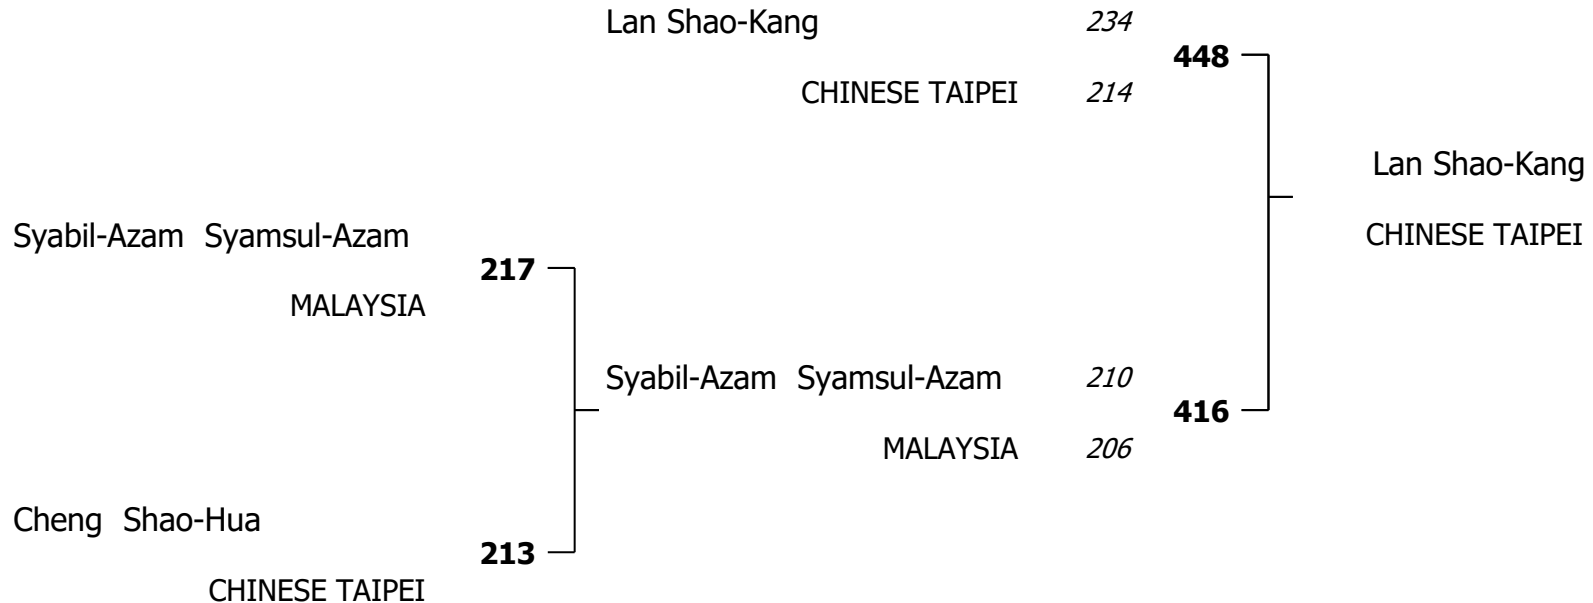 Lan Shao-Kang 234
448
CHINESE TAIPEI 214
Lan Shao-Kang
CHINESE TAIPEI
Syabil-Azam Syamsul-Azam
217
MALAYSIA
Syabil-Azam Syamsul-Azam 210
416
MALAYSIA 206
Cheng Shao-Hua
213
CHINESE TAIPEI